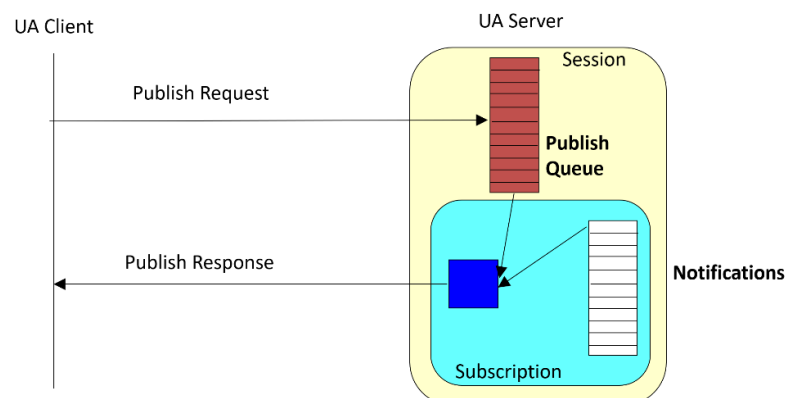 UA Client
UA Server
Session
Publish Request
Publish
Queue
Publish Response
Notifications
Subscription